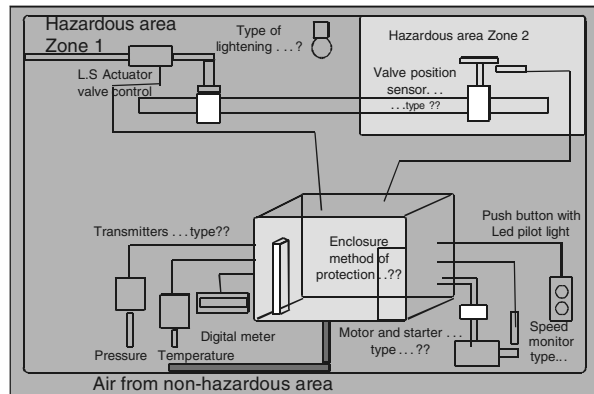 Hazardous area
Zone 1
Type of
lightening . . .?
Hazardous area Zone 2
L.S Actuator
valve control
Valve position
sensor. . .
. . .type ??
Transmitters . . .type??
Enclosure
method of
protection . .??
Push button with
Led pilot light
Digital meter
Motor and starter . . .
type . . .??
Speed
monitor
type...
Pressure
Temperature
Air from non-hazardous area